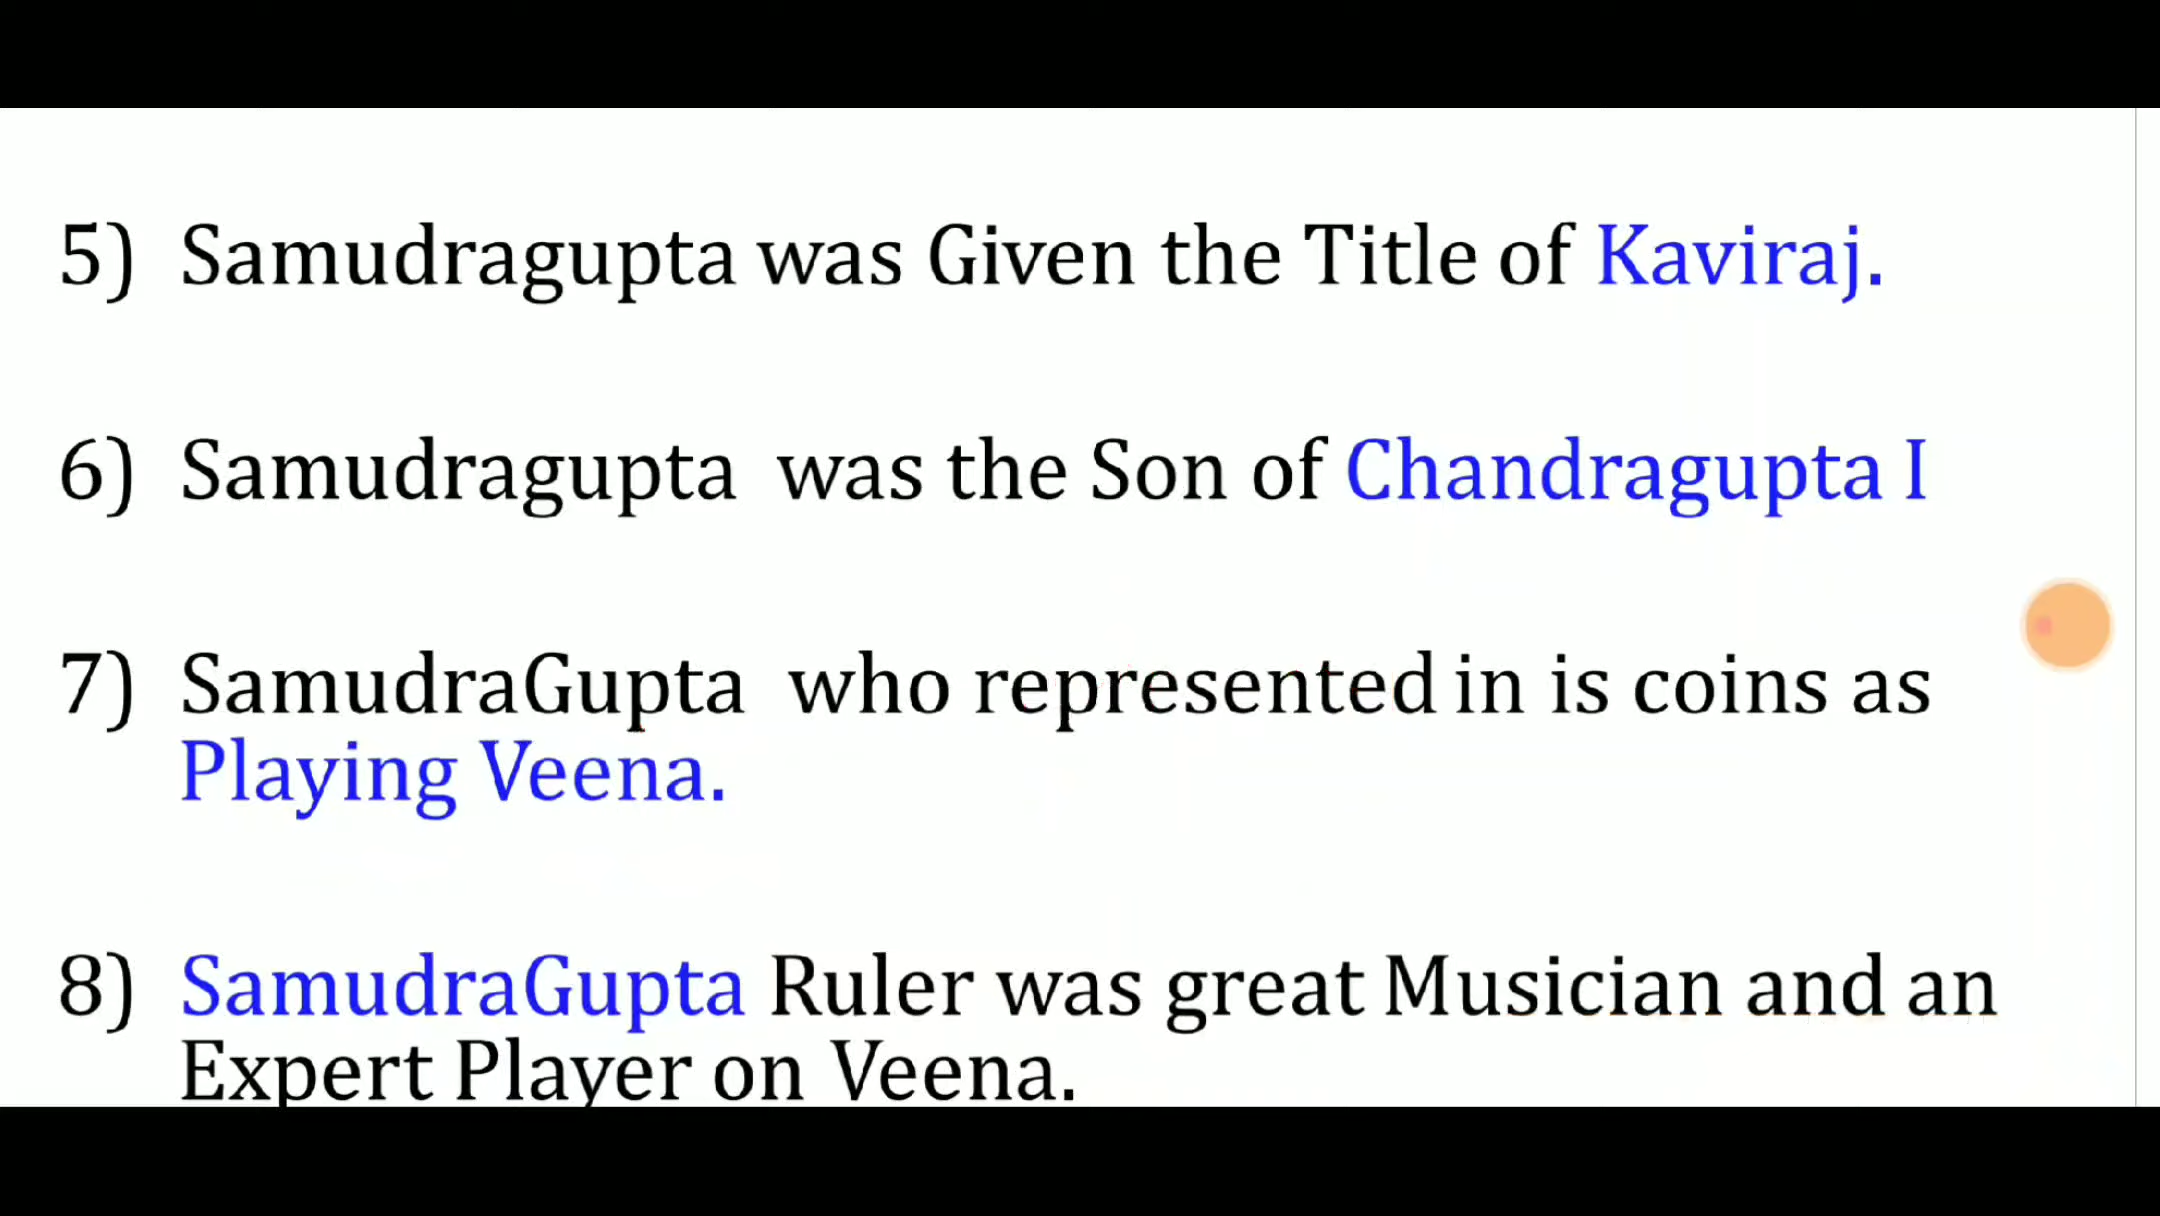 5) Samudragupta was Given the Title of Kaviraj.
6) Samudragupta was the Son of Chandragupta I
7) SamudraGupta who represented in is coins as
Playing Veena.
8) SamudraGupta Ruler was great Musician and an
Expert Player on Veena.